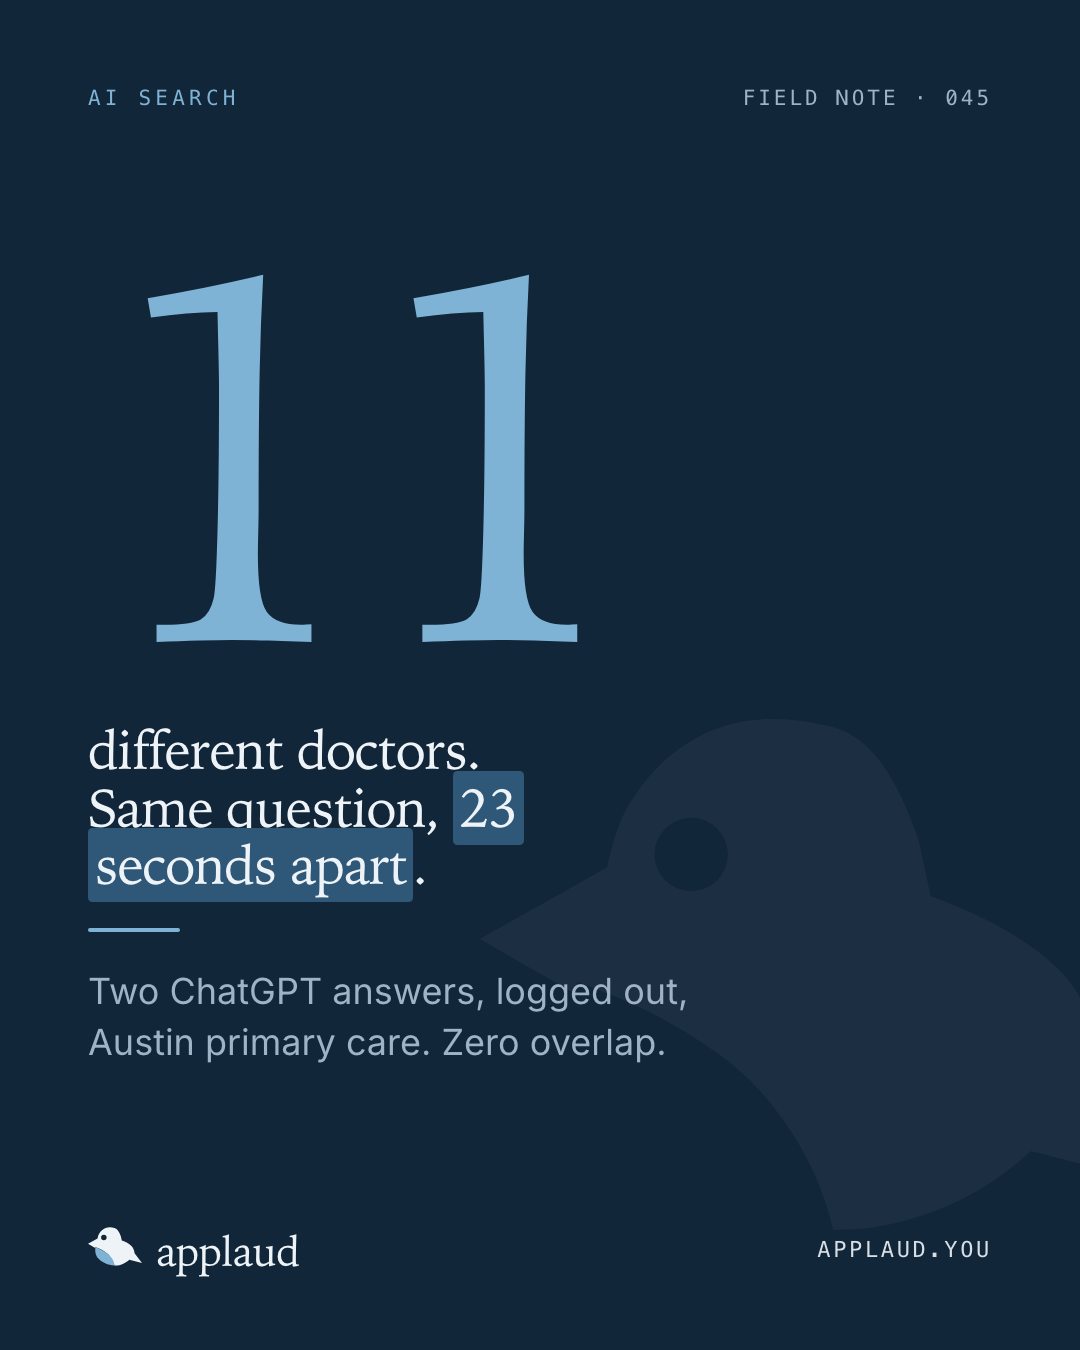 AI SEARCH
FIELD NOTE · 045
11
different doctors.
Same question, 23
seconds apart.
Two ChatGPT answers, logged out,
Austin primary care. Zero overlap.
applaud
APPLAUD.YOU